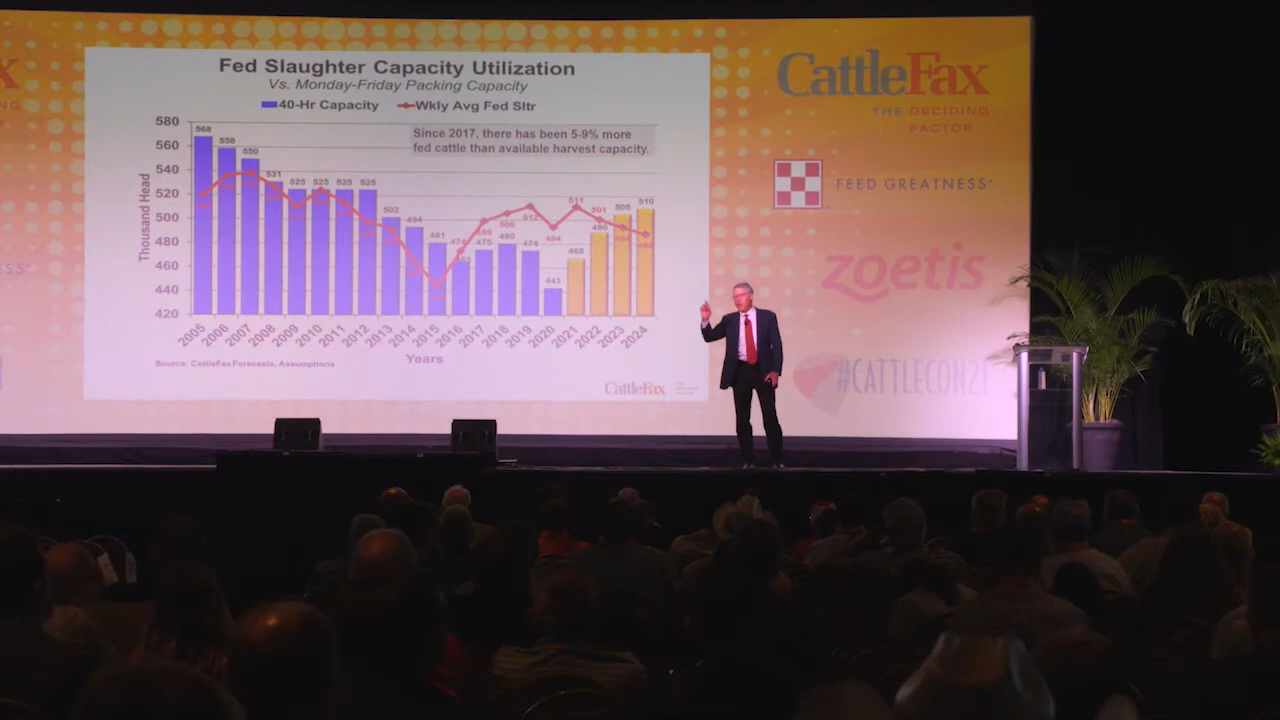 Fed Slaughter Capacity Utilization
Vs. Monday-Friday Packing Capacity
40-Hr Capacity Wkly Avg Fed Sltr
Since 2017, there has been 5-9% more
fed cattle than available harvest capacity.
Thousand Head
580
560
540
520
500
480
460
440
420
568
558
550
531
525
525
525
525
502
494
481
474
475
489
480
506
474
512
443
494
468
511
490
501
505
510
2005 2006 2007 2008 2009 2010 2011 2012 2013 2014 2015 2016 2017 2018 2019 2020 2021 2022 2023 2024
Years
Source: CattleFax Forecasts, Assumptions
CattleFax
CattleFax
THE DECIDING
FACTOR
FEED GREATNESS
zoetis
#CATTLECON21